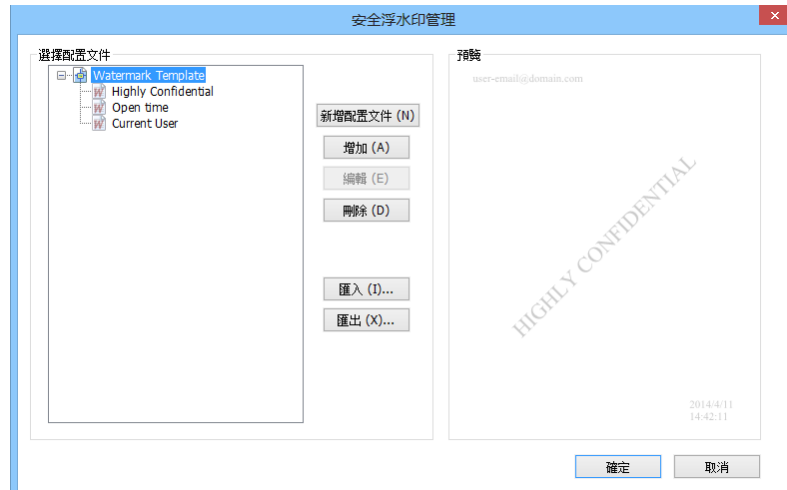 安全浮水印管理
選擇配置文件
Watermark Template
Highly Confidential
Open time
Current User
新增配置文件 (N)
增加 (A)
編輯 (E)
刪除 (D)
匯入 (I)...
匯出 (X)...
預覽
user-email@domain.com
HIGHLY CONFIDENTIAL
2014/4/11
14:42:11
確定
取消